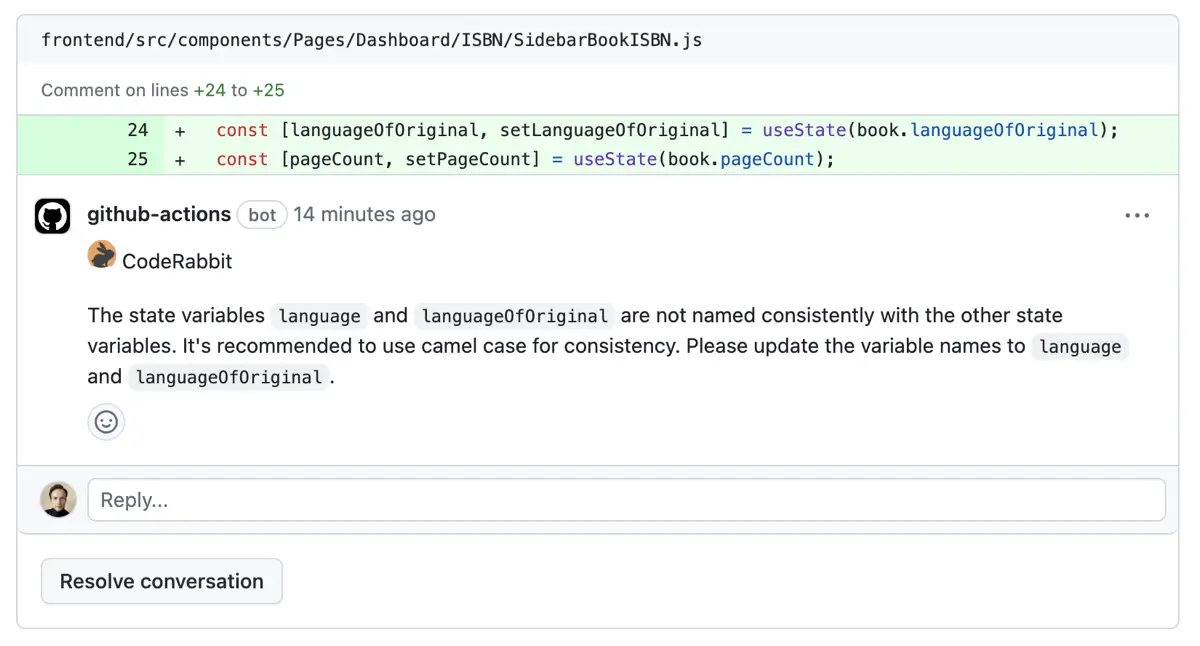 frontend/src/components/Pages/Dashboard/ISBN/SidebarBookISBN.js
Comment on lines +24 to +25
24 + const [languageOfOriginal, setLanguageOfOriginal] = useState(book.languageOfOriginal);
25 + const [pageCount, setPageCount] = useState(book.pageCount);
github-actions bot 14 minutes ago
CodeRabbit
The state variables language and languageOfOriginal are not named consistently with the other state
variables. It's recommended to use camel case for consistency. Please update the variable names to language
and languageOfOriginal.
Reply...
Resolve conversation